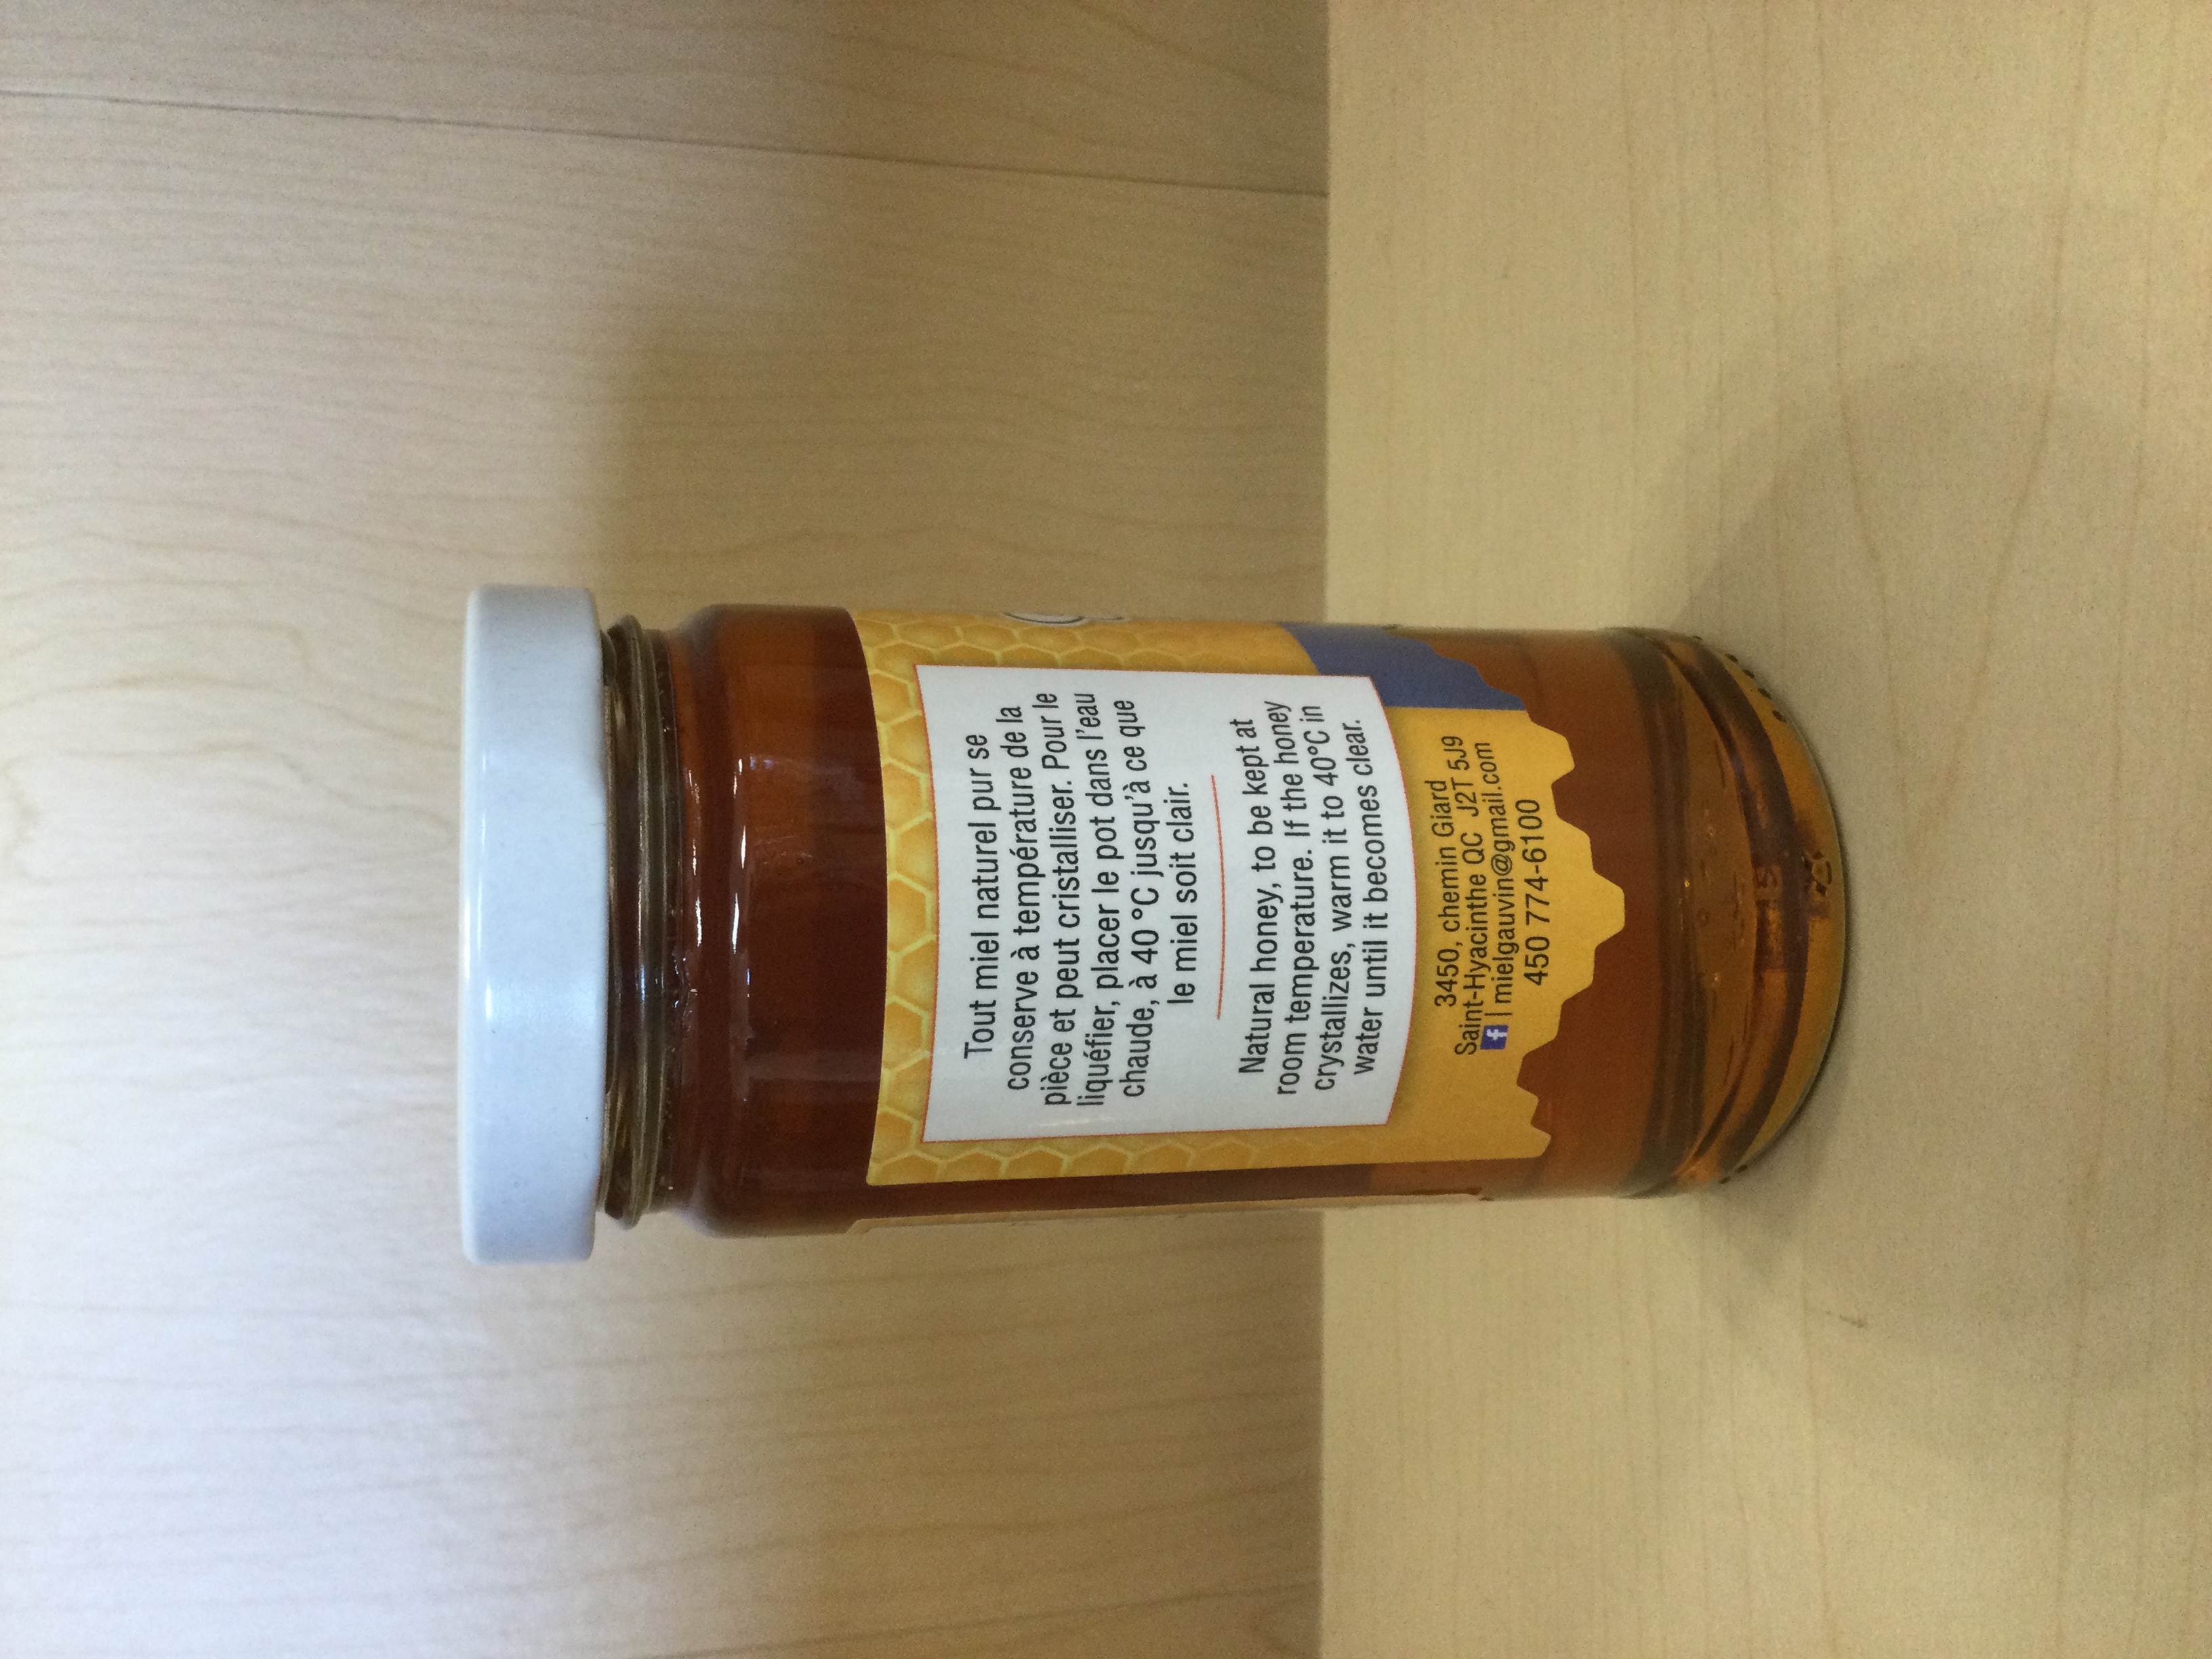 Tout miel naturel pur se
conserve à température de la
pièce et peut cristalliser. Pour le
liquéfier, placer le pot dans l'eau
chaude, à 40 °C jusqu'à ce que
le miel soit clair.
Natural honey, to be kept at
room temperature. If the honey
crystallizes, warm it to 40°C in
water until it becomes clear.
3450, chemin Giard
Saint-Hyacinthe QC J2T 5J9
f | mielgauvin@gmail.com
450 774-6100